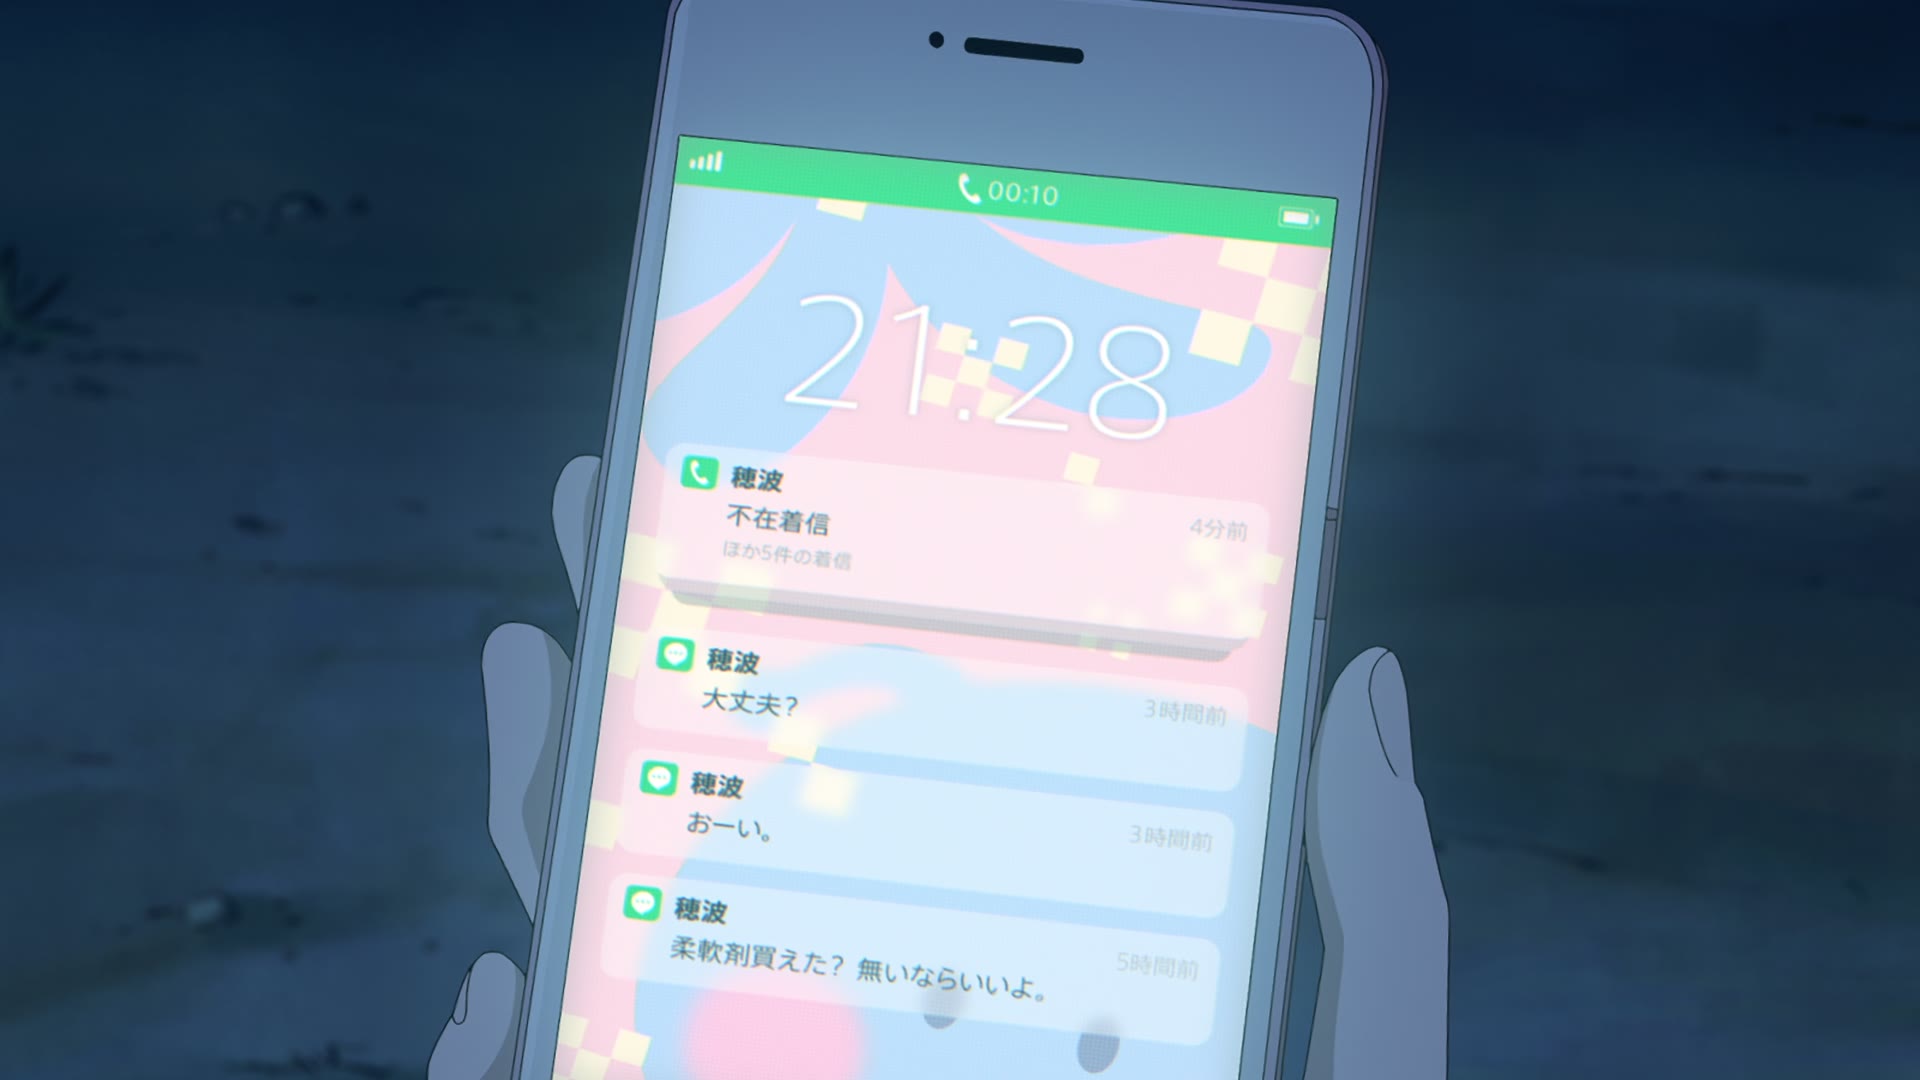 00:10
21:28
穂波
不在着信
4分前
ほか5件の着信
穂波
大丈夫?
3時間前
穂波
おーい。
3時間前
穂波
柔軟剤買えた? 無いならいいよ。
5時間前